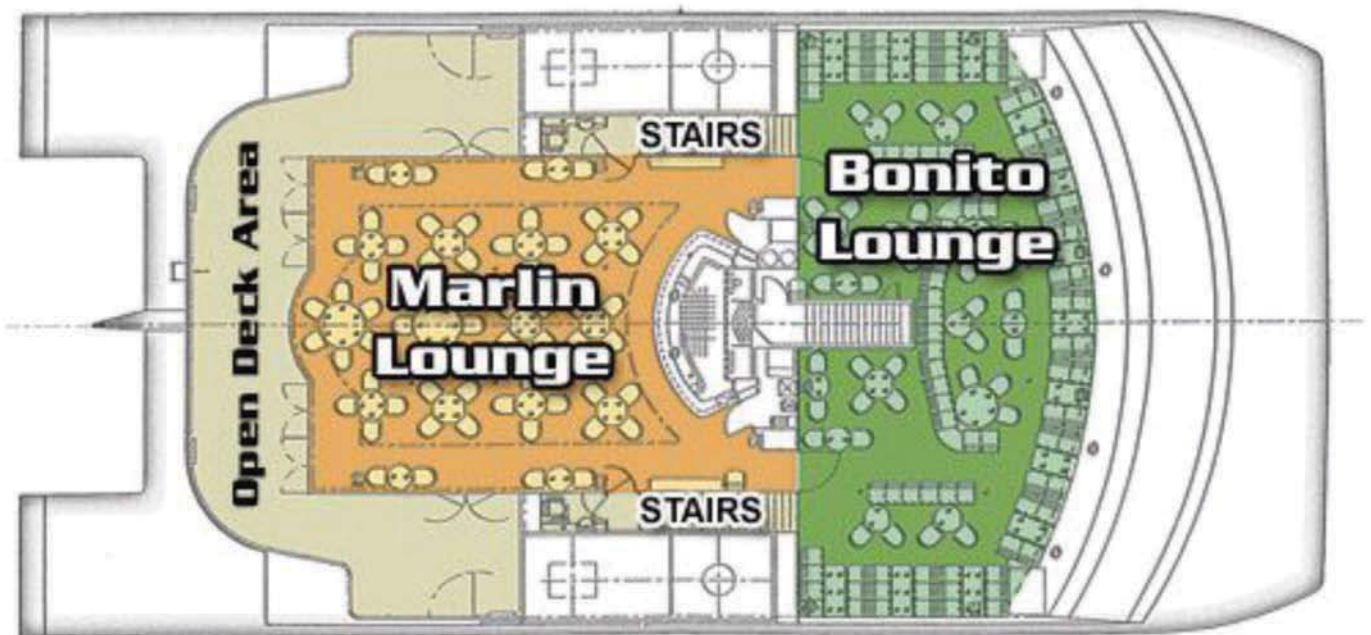 Open Deck Area
STAIRS
Marlin
Lounge
Bonito
Lounge
STAIRS